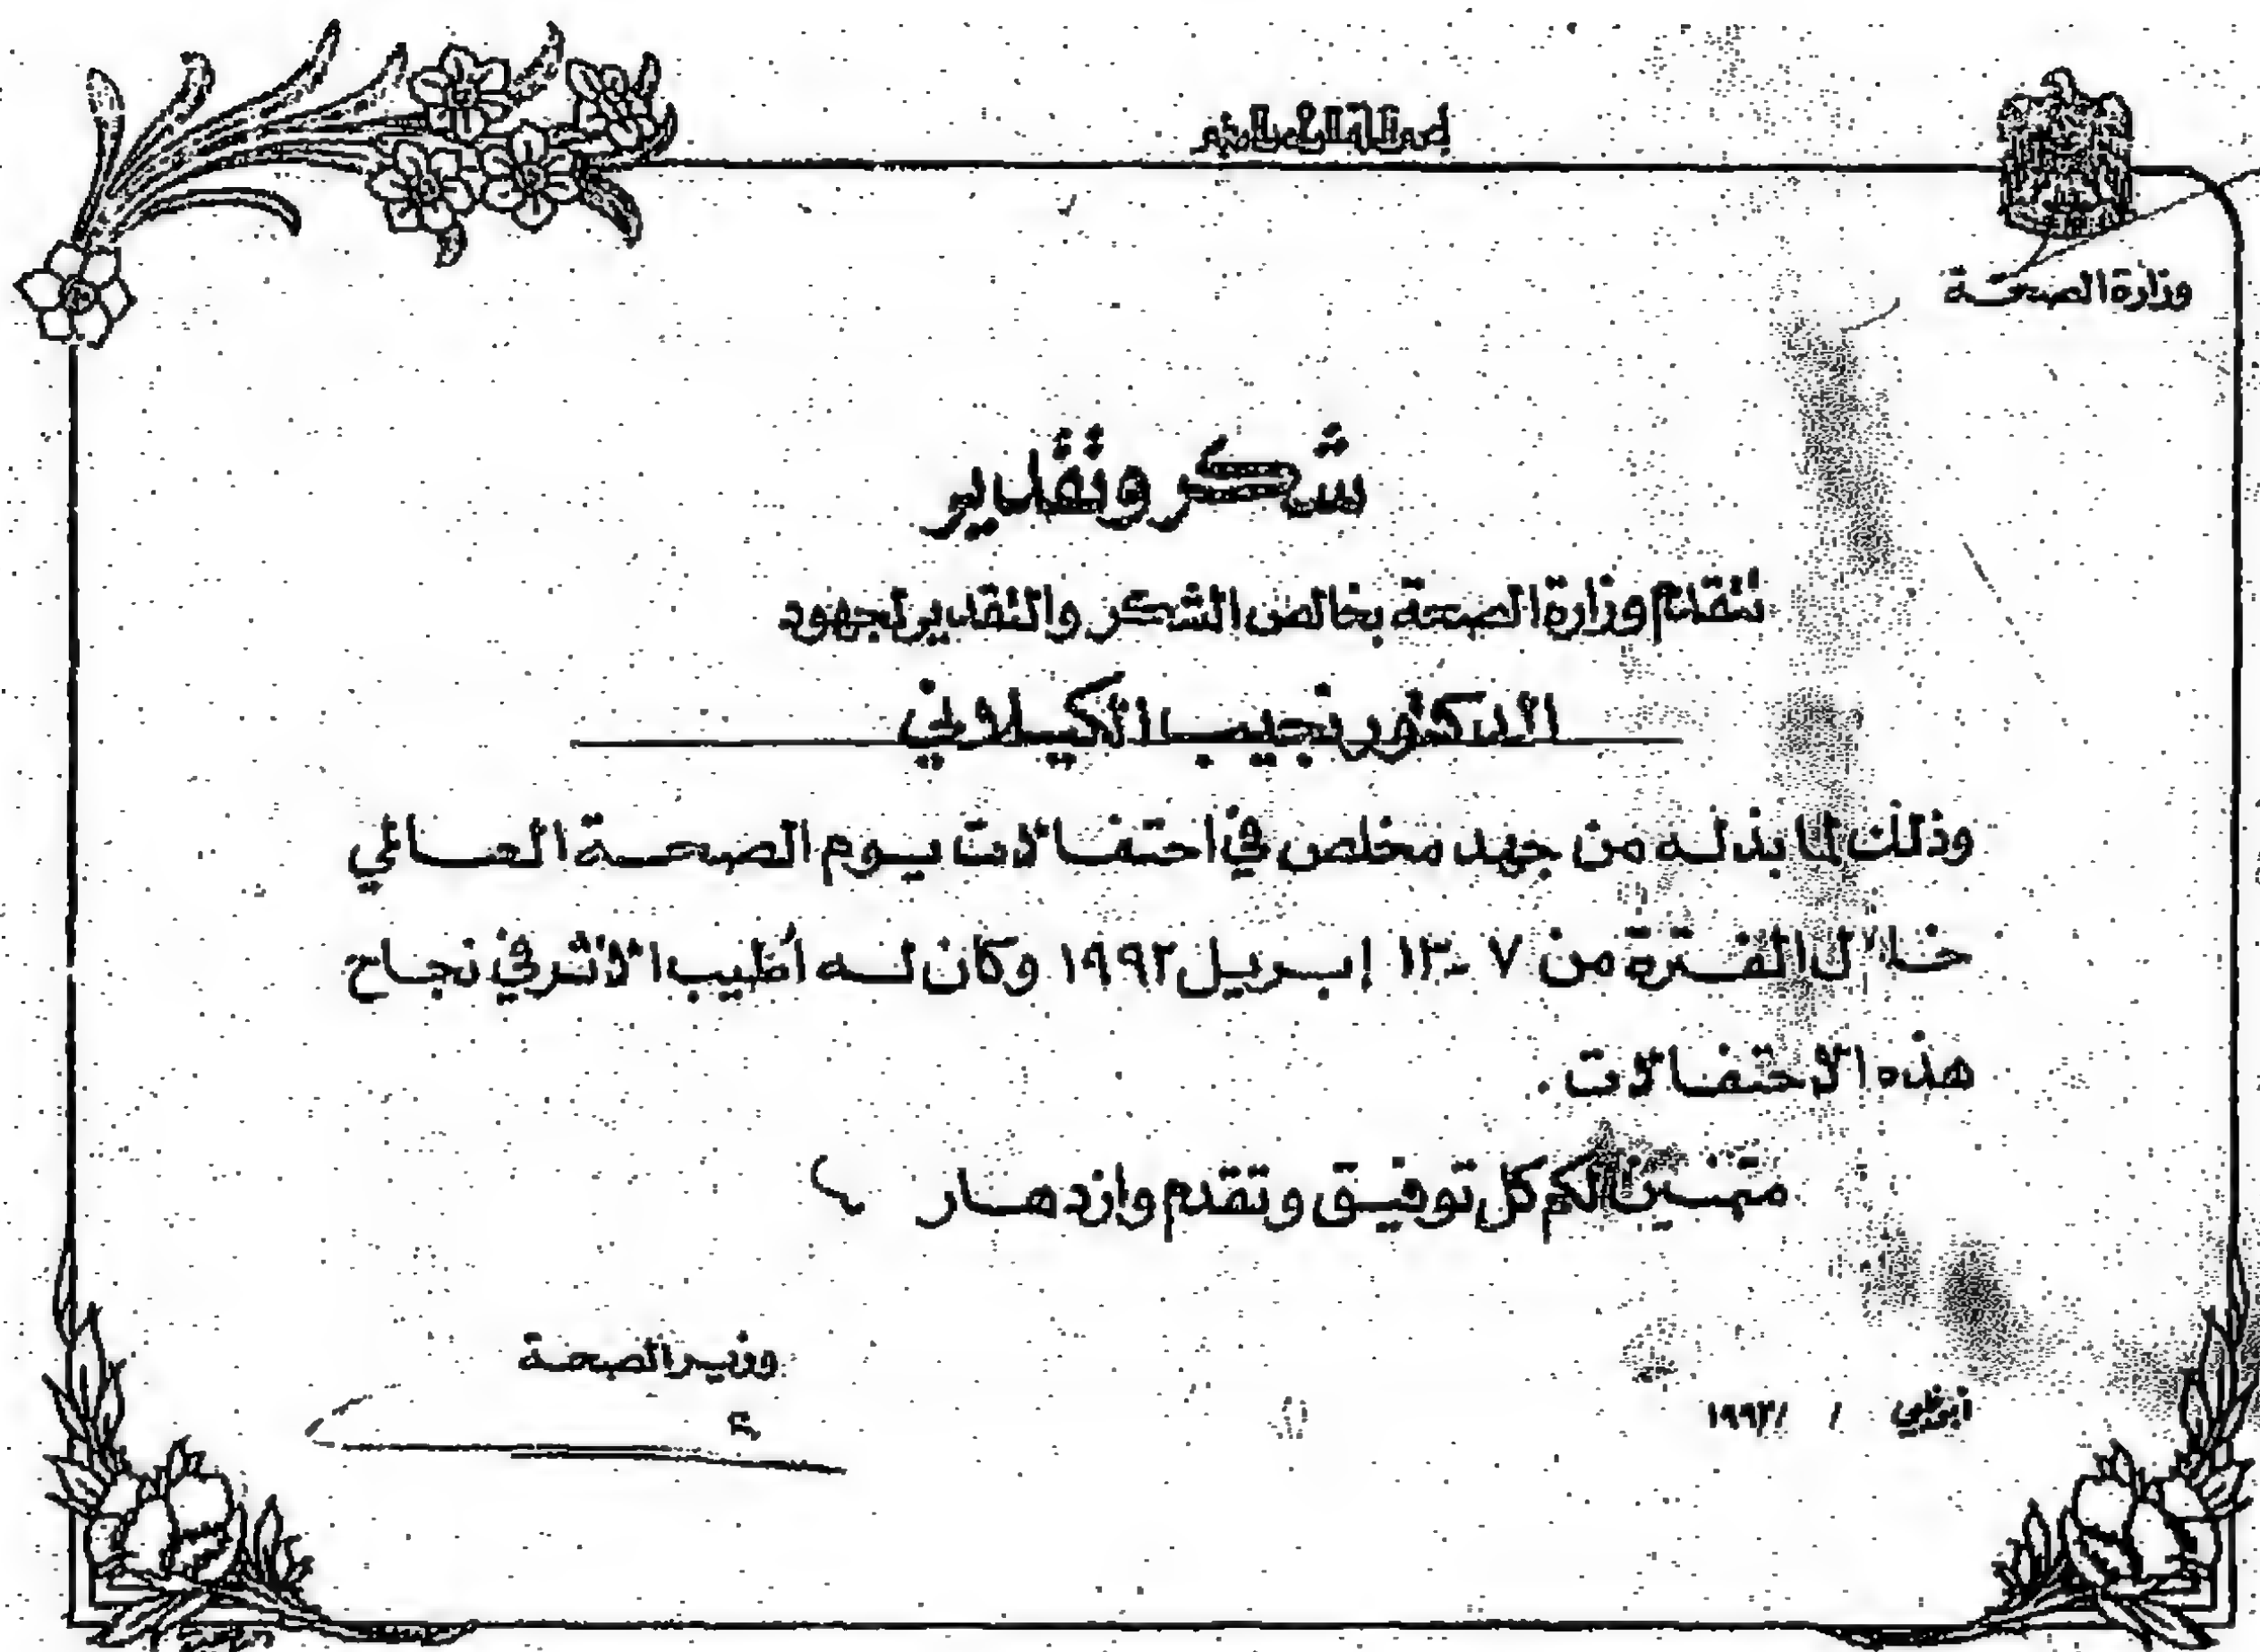 بسم الله الرحمن الرحيم
وزارة الصحة
شكر وتقدير
تتقدم وزارة الصحة بخالص الشكر والتقدير لجهود
الدكتور نجيب الكيلاني
وذلك لما بذله من جهد مخلص في احتفالات يوم الصحة العالمي
خلال الفترة من ٧ - ١٣ إبريل ١٩٩٢ وكان له أطيب الأثر في نجاح
هذه الاحتفالات .
متمنين لكم كل توفيق وتقدم وازدهار
وزير الصحة
أبوظبي / /١٩٩٢